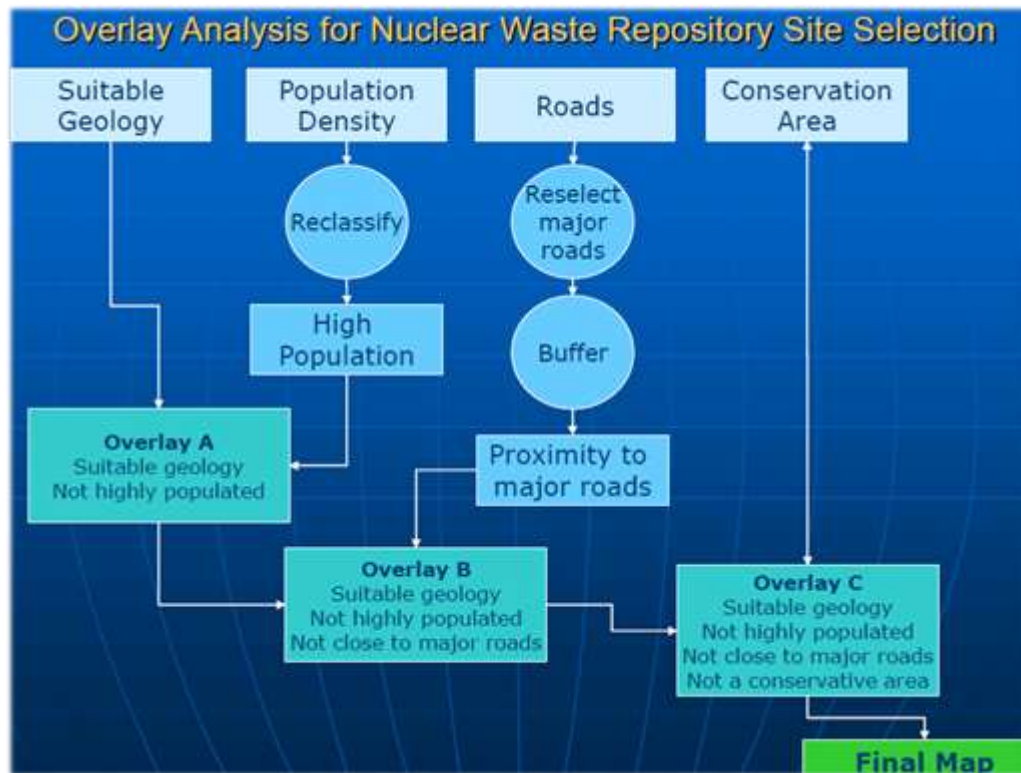 Overlay Analysis for Nuclear Waste Repository Site Selection
Suitable
Geology
Population
Density
Roads
Conservation
Area
Reclassify
Reselect
major
roads
High
Population
Buffer
Overlay A
Suitable geology
Not highly populated
Proximity to
major roads
Overlay B
Suitable geology
Not highly populated
Not close to major roads
Overlay C
Suitable geology
Not highly populated
Not close to major roads
Not a conservative area
Final Map